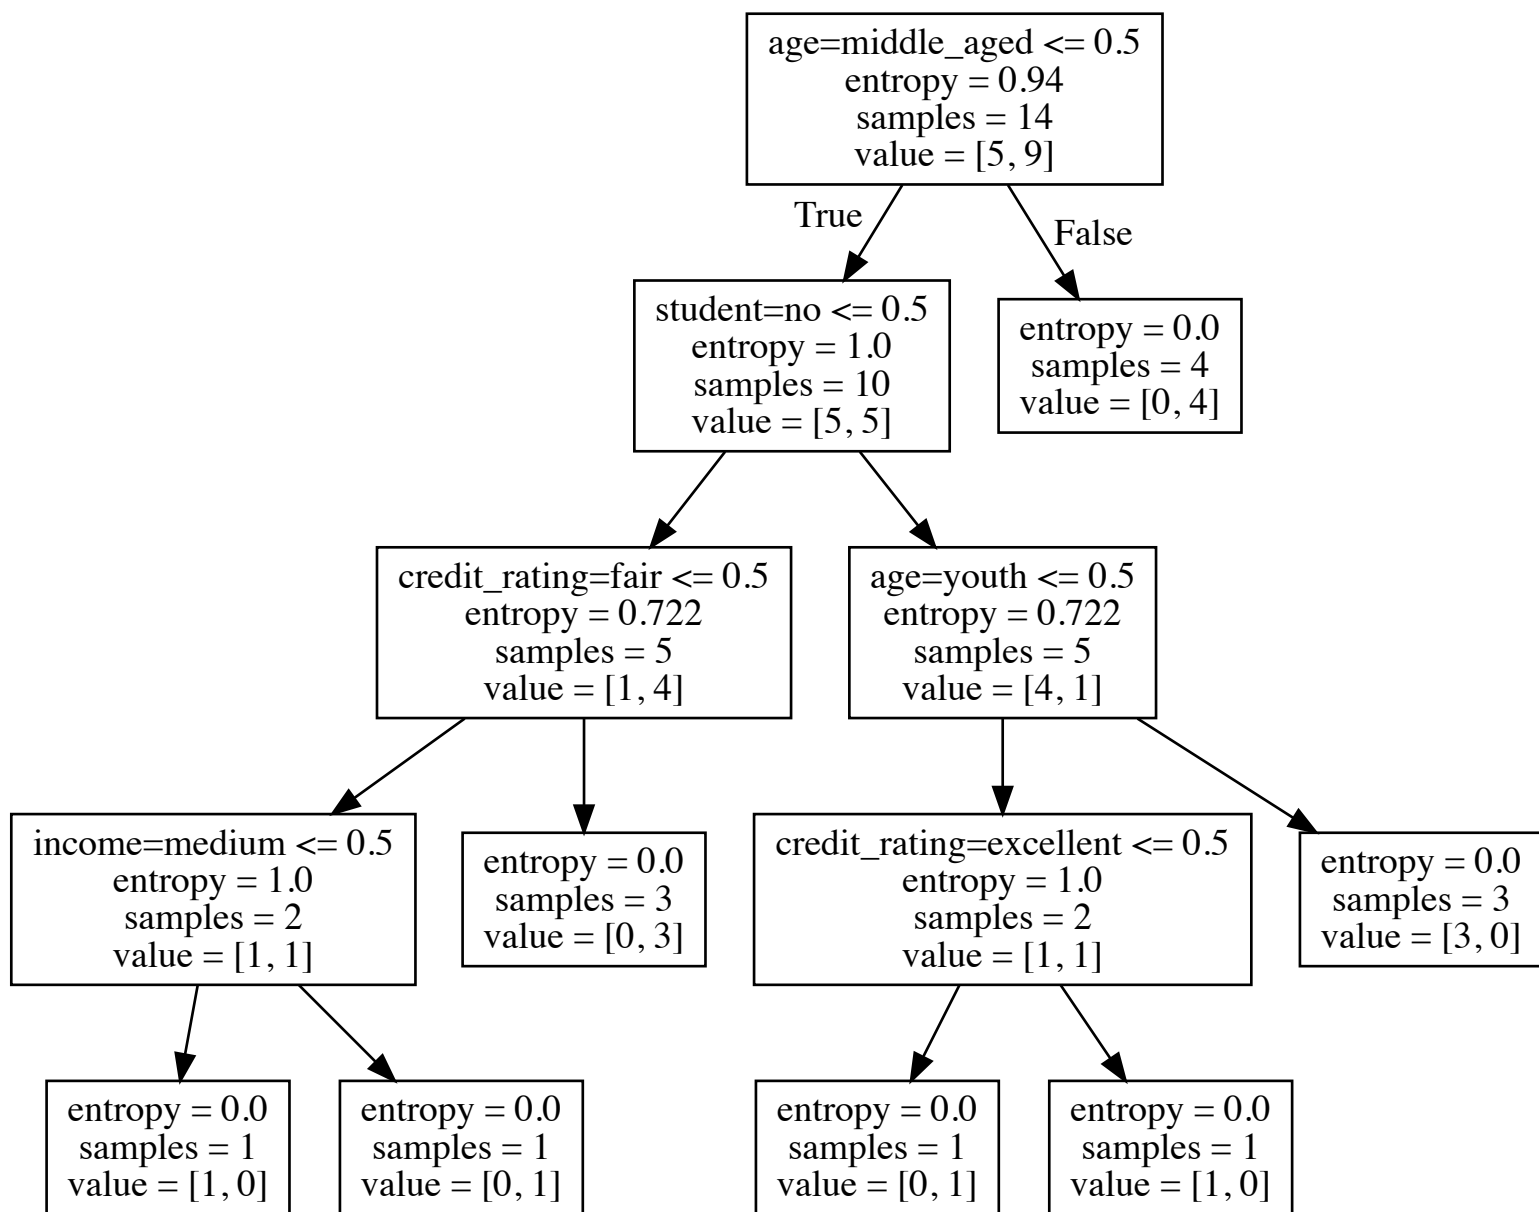 age=middle_aged <= 0.5
entropy = 0.94
samples = 14
value = [5, 9]
True
False
student=no <= 0.5
entropy = 1.0
samples = 10
value = [5, 5]
entropy = 0.0
samples = 4
value = [0, 4]
credit_rating=fair <= 0.5
entropy = 0.722
samples = 5
value = [1, 4]
age=youth <= 0.5
entropy = 0.722
samples = 5
value = [4, 1]
income=medium <= 0.5
entropy = 1.0
samples = 2
value = [1, 1]
entropy = 0.0
samples = 3
value = [0, 3]
credit_rating=excellent <= 0.5
entropy = 1.0
samples = 2
value = [1, 1]
entropy = 0.0
samples = 3
value = [3, 0]
entropy = 0.0
samples = 1
value = [1, 0]
entropy = 0.0
samples = 1
value = [0, 1]
entropy = 0.0
samples = 1
value = [0, 1]
entropy = 0.0
samples = 1
value = [1, 0]